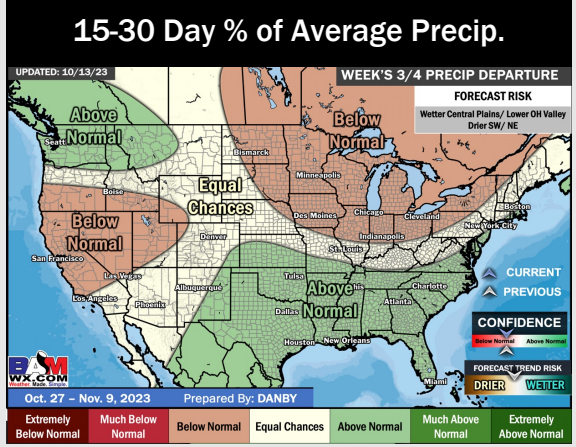 15-30 Day % of Average Precip.
UPDATED: 10/13/23
WEEK'S 3/4 PRECIP DEPARTURE
FORECAST RISK
Wetter Central Plains/ Lower OH Valley
Drier SW/ NE
Above
Normal
Seatt
Below
Normal
Bismarck
Minneapolis
Boise
Equal
Chances
Below
Normal
Des Moines
Chicago
Cleveland
Boston
New York City
Indianapolis
Denver
St. Louis
San Francisco
Las Vegas
Los Angeles
Albuquerque
Phoenix
Tulsa
Above
his
Normal
Charlotte
Atlanta
Dallas
Houston
New Orleans
Miami
CURRENT
PREVIOUS
CONFIDENCE
Below Normal
Above Normal
FORECAST TREND RISK
DRIER
WETTER
BAM
WX.COM
Weather. Made. Simple.
Oct. 27 – Nov. 9, 2023
Prepared By: DANBY
Extremely
Below Normal
Much Below
Normal
Below Normal
Equal Chances
Above Normal
Much Above
Normal
Extremely
Above Normal